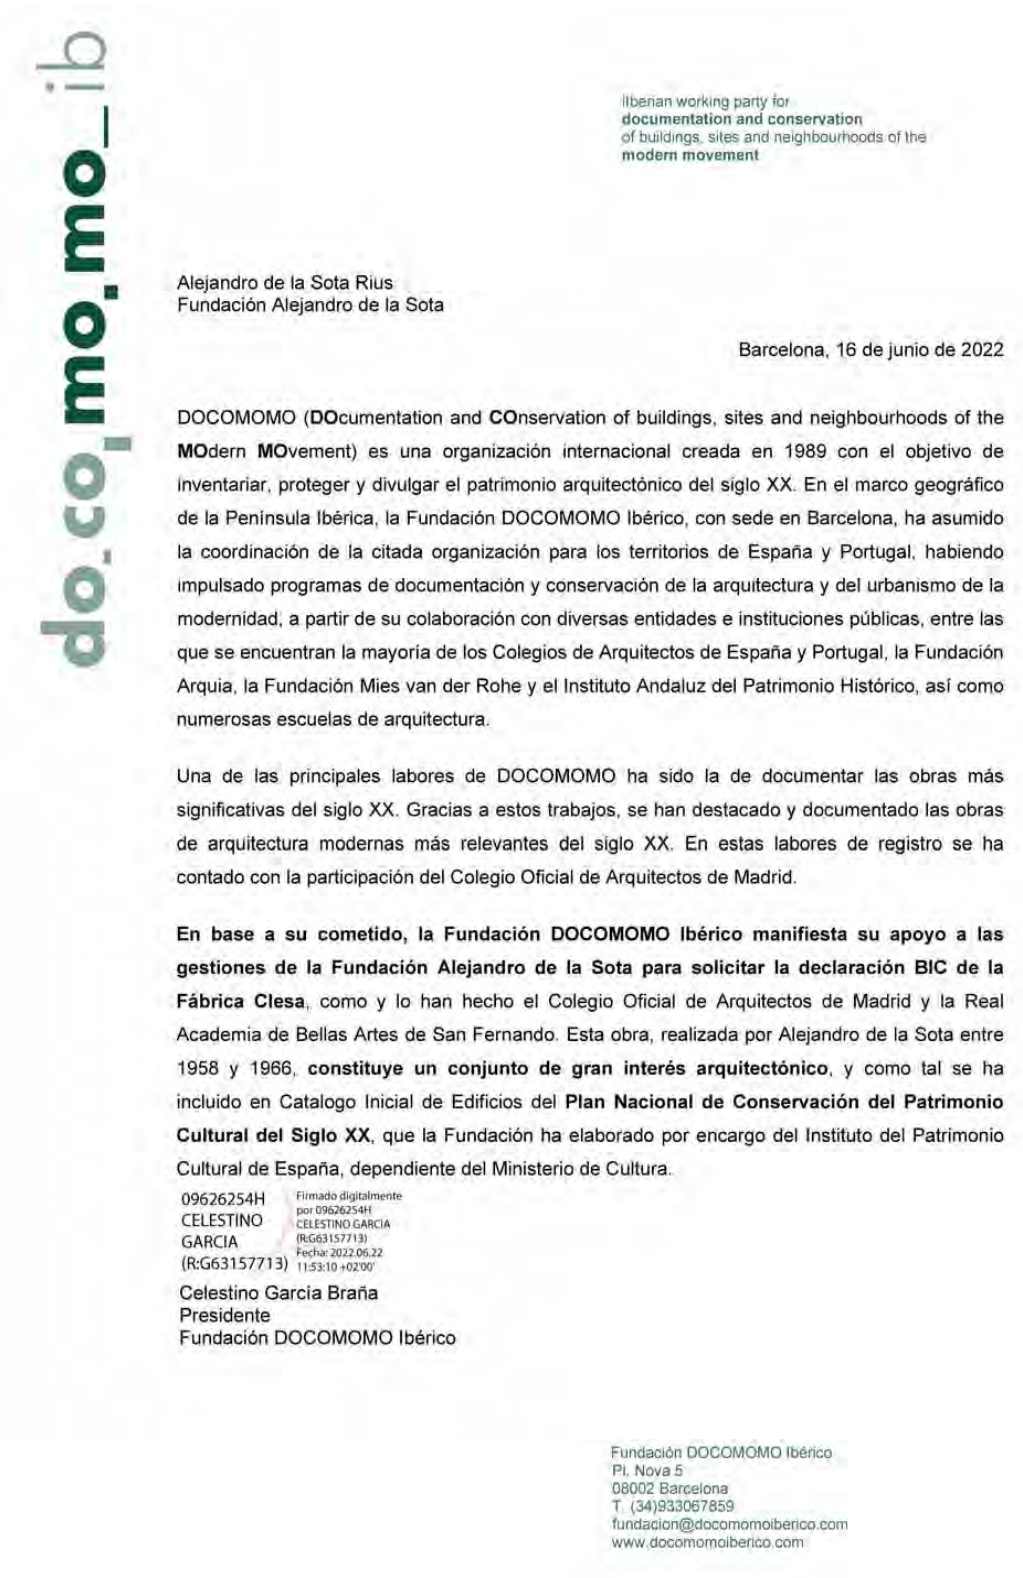 do_co,mo.mo_ib
Iiberian working party for
documentation and conservation
of buildings, sites and neighbourhoods of the
modern movement
Alejandro de la Sota Rius
Fundación Alejandro de la Sota
Barcelona, 16 de junio de 2022
DOCOMOMO (DOcumentation and COnservation of buildings, sites and neighbourhoods of the
MOdern MOvement) es una organización internacional creada en 1989 con el objetivo de
inventariar, proteger y divulgar el patrimonio arquitectónico del siglo XX. En el marco geográfico
de la Península Ibérica, la Fundación DOCOMOMO Ibérico, con sede en Barcelona, ha asumido
la coordinación de la citada organización para los territorios de España y Portugal, habiendo
impulsado programas de documentación y conservación de la arquitectura y del urbanismo de la
modernidad, a partir de su colaboración con diversas entidades e instituciones públicas, entre las
que se encuentran la mayoría de los Colegios de Arquitectos de España y Portugal, la Fundación
Arquia, la Fundación Mies van der Rohe y el Instituto Andaluz del Patrimonio Histórico, así como
numerosas escuelas de arquitectura.
Una de las principales labores de DOCOMOMO ha sido la de documentar las obras más
significativas del siglo XX. Gracias a estos trabajos, se han destacado y documentado las obras
de arquitectura modernas más relevantes del siglo XX. En estas labores de registro se ha
contado con la participación del Colegio Oficial de Arquitectos de Madrid.
En base a su cometido, la Fundación DOCOMOMO Ibérico manifiesta su apoyo a las
gestiones de la Fundación Alejandro de la Sota para solicitar la declaración BIC de la
Fábrica Clesa, como y lo han hecho el Colegio Oficial de Arquitectos de Madrid y la Real
Academia de Bellas Artes de San Fernando. Esta obra, realizada por Alejandro de la Sota entre
1958 y 1966, constituye un conjunto de gran interés arquitectónico, y como tal se ha
incluido en Catalogo Inicial de Edificios del Plan Nacional de Conservación del Patrimonio
Cultural del Siglo XX, que la Fundación ha elaborado por encargo del Instituto del Patrimonio
Cultural de España, dependiente del Ministerio de Cultura.
09626254H
CELESTINO
GARCIA
(R:G63157713)
Firmado digitalmente
por 09626254H
CELESTINO GARCIA
(R:G63157713)
Fecha: 2022.06.22
11:53:10 +02'00'
Celestino García Braña
Presidente
Fundación DOCOMOMO Ibérico
Fundación DOCOMOMO Ibérico
Pl. Nova 5
08002 Barcelona
T. (34)933067859
fundacion@docomomoiberico.com
www.docomomoiberico.com